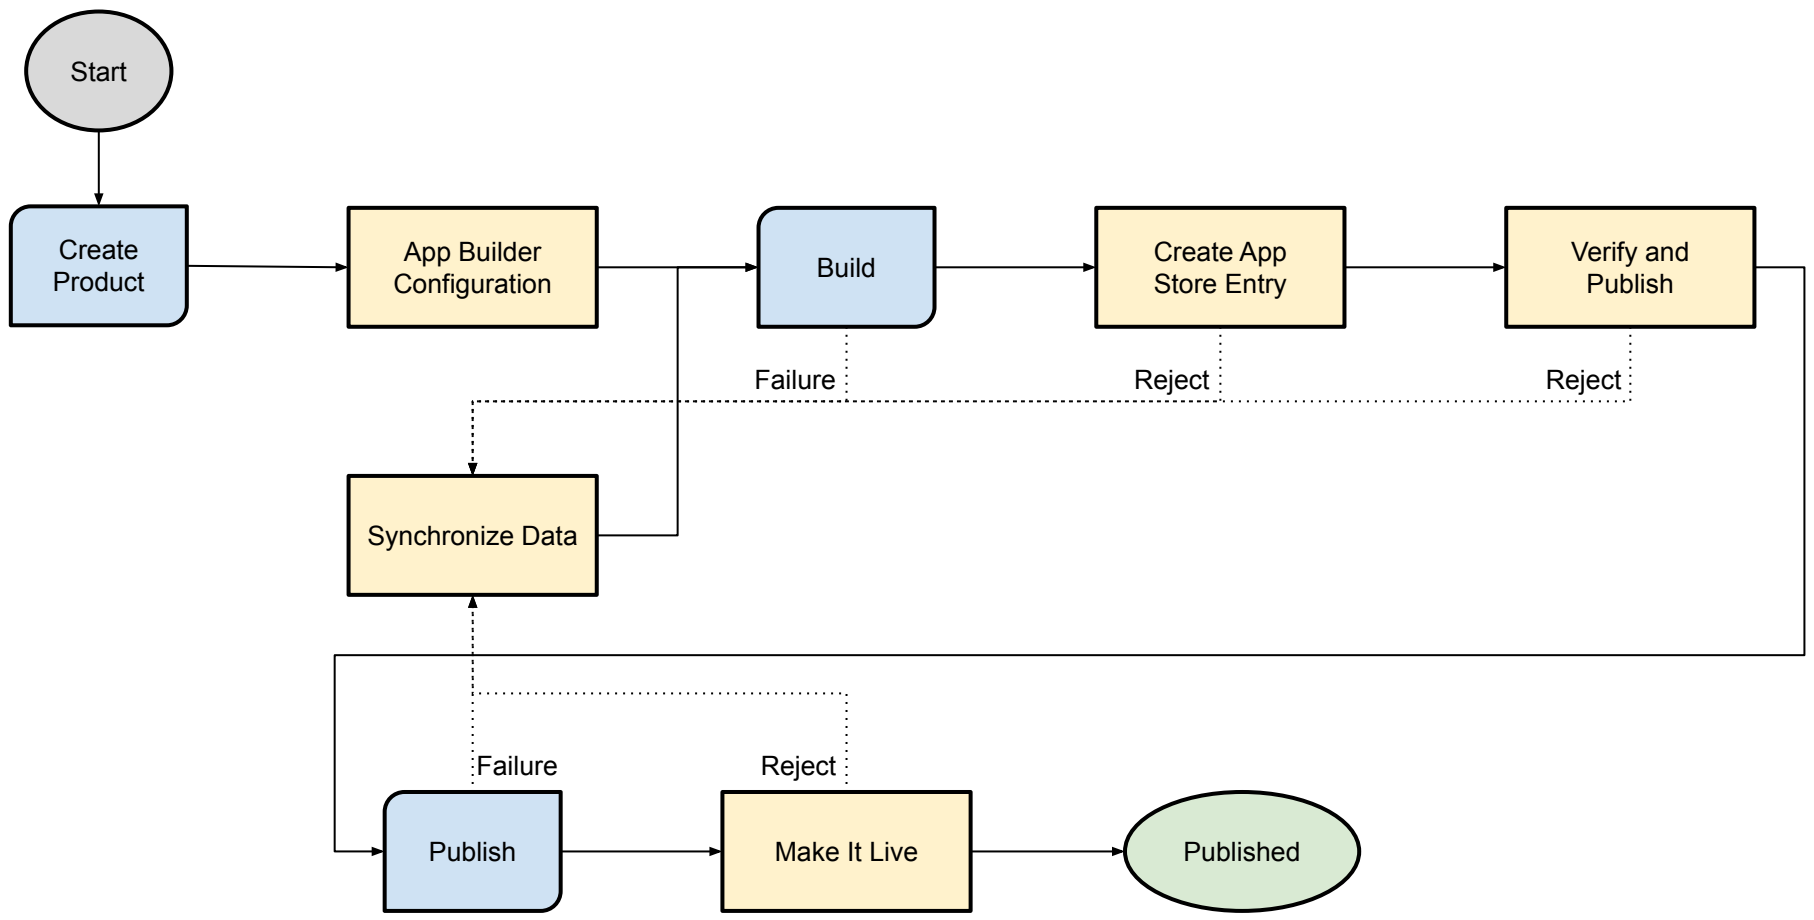 Start
Create
Product
App Builder
Configuration
Build
Create App
Store Entry
Verify and
Publish
Failure
Reject
Reject
Synchronize Data
Failure
Reject
Publish
Make It Live
Published